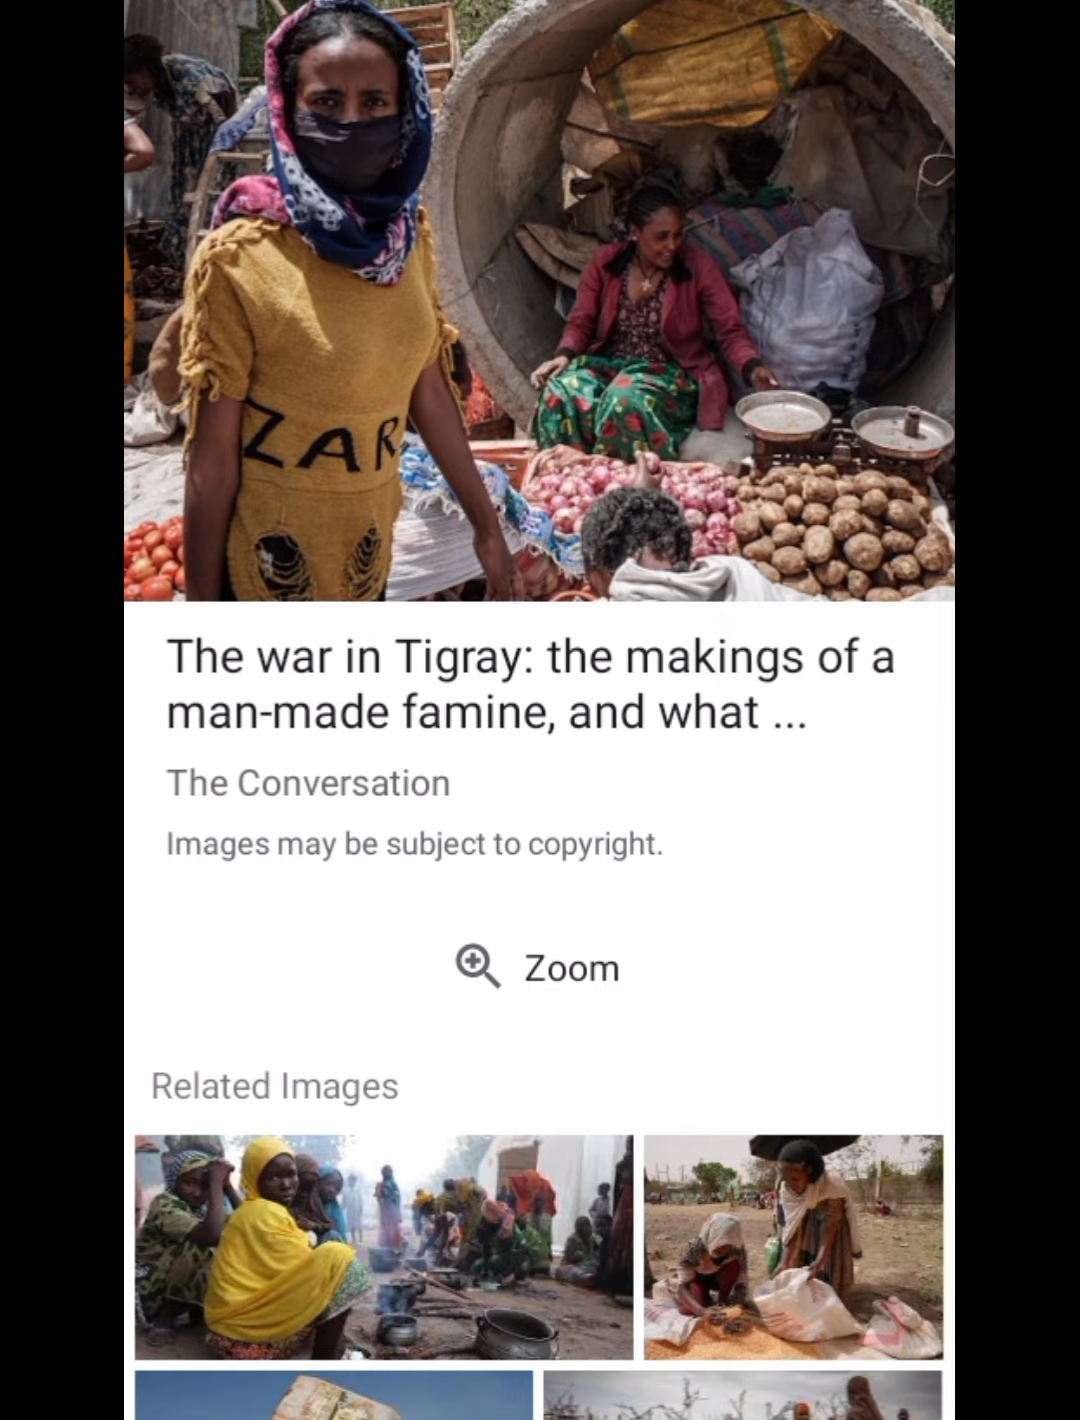 ZAR
The war in Tigray: the makings of a
man-made famine, and what ...
The Conversation
Images may be subject to copyright.
Zoom
Related Images